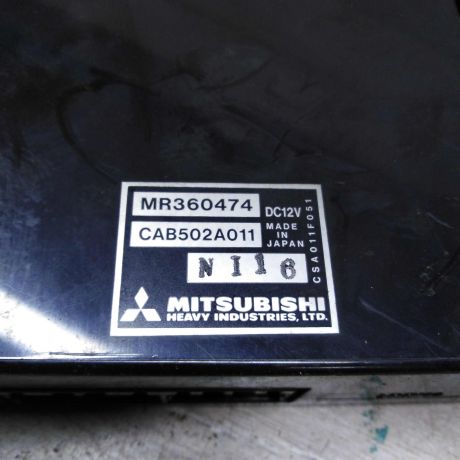 MR360474
DC12V
CAB502A011
MADE
IN
JAPAN
NI16
CSA011F051
MITSUBISHI
HEAVY INDUSTRIES, LTD.